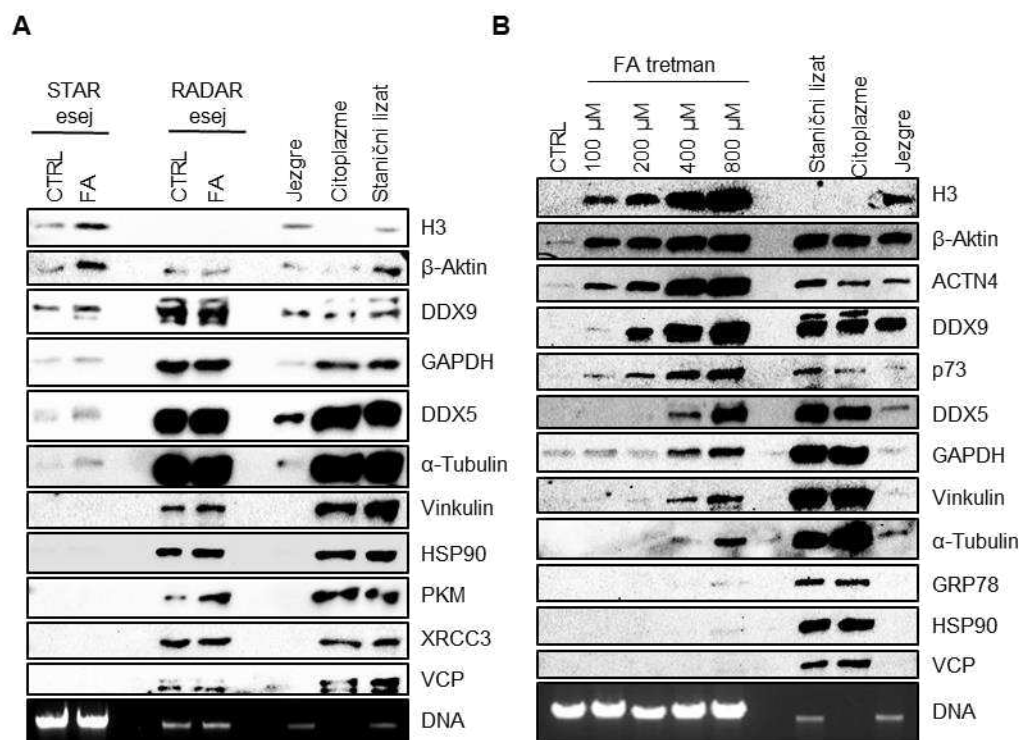 A
STAR
esej
RADAR
esej
CTRL
FA
CTRL
FA
Jezgre
Citoplazme
Stanični lizat
H3
β-Aktin
DDX9
GAPDH
DDX5
α-Tubulin
Vinkulin
HSP90
PKM
XRCC3
VCP
DNA
B
FA tretman
CTRL
100 µM
200 µM
400 µM
800 µM
Stanični lizat
Citoplazme
Jezgre
H3
β-Aktin
ACTN4
DDX9
p73
DDX5
GAPDH
Vinkulin
α-Tubulin
GRP78
HSP90
VCP
DNA